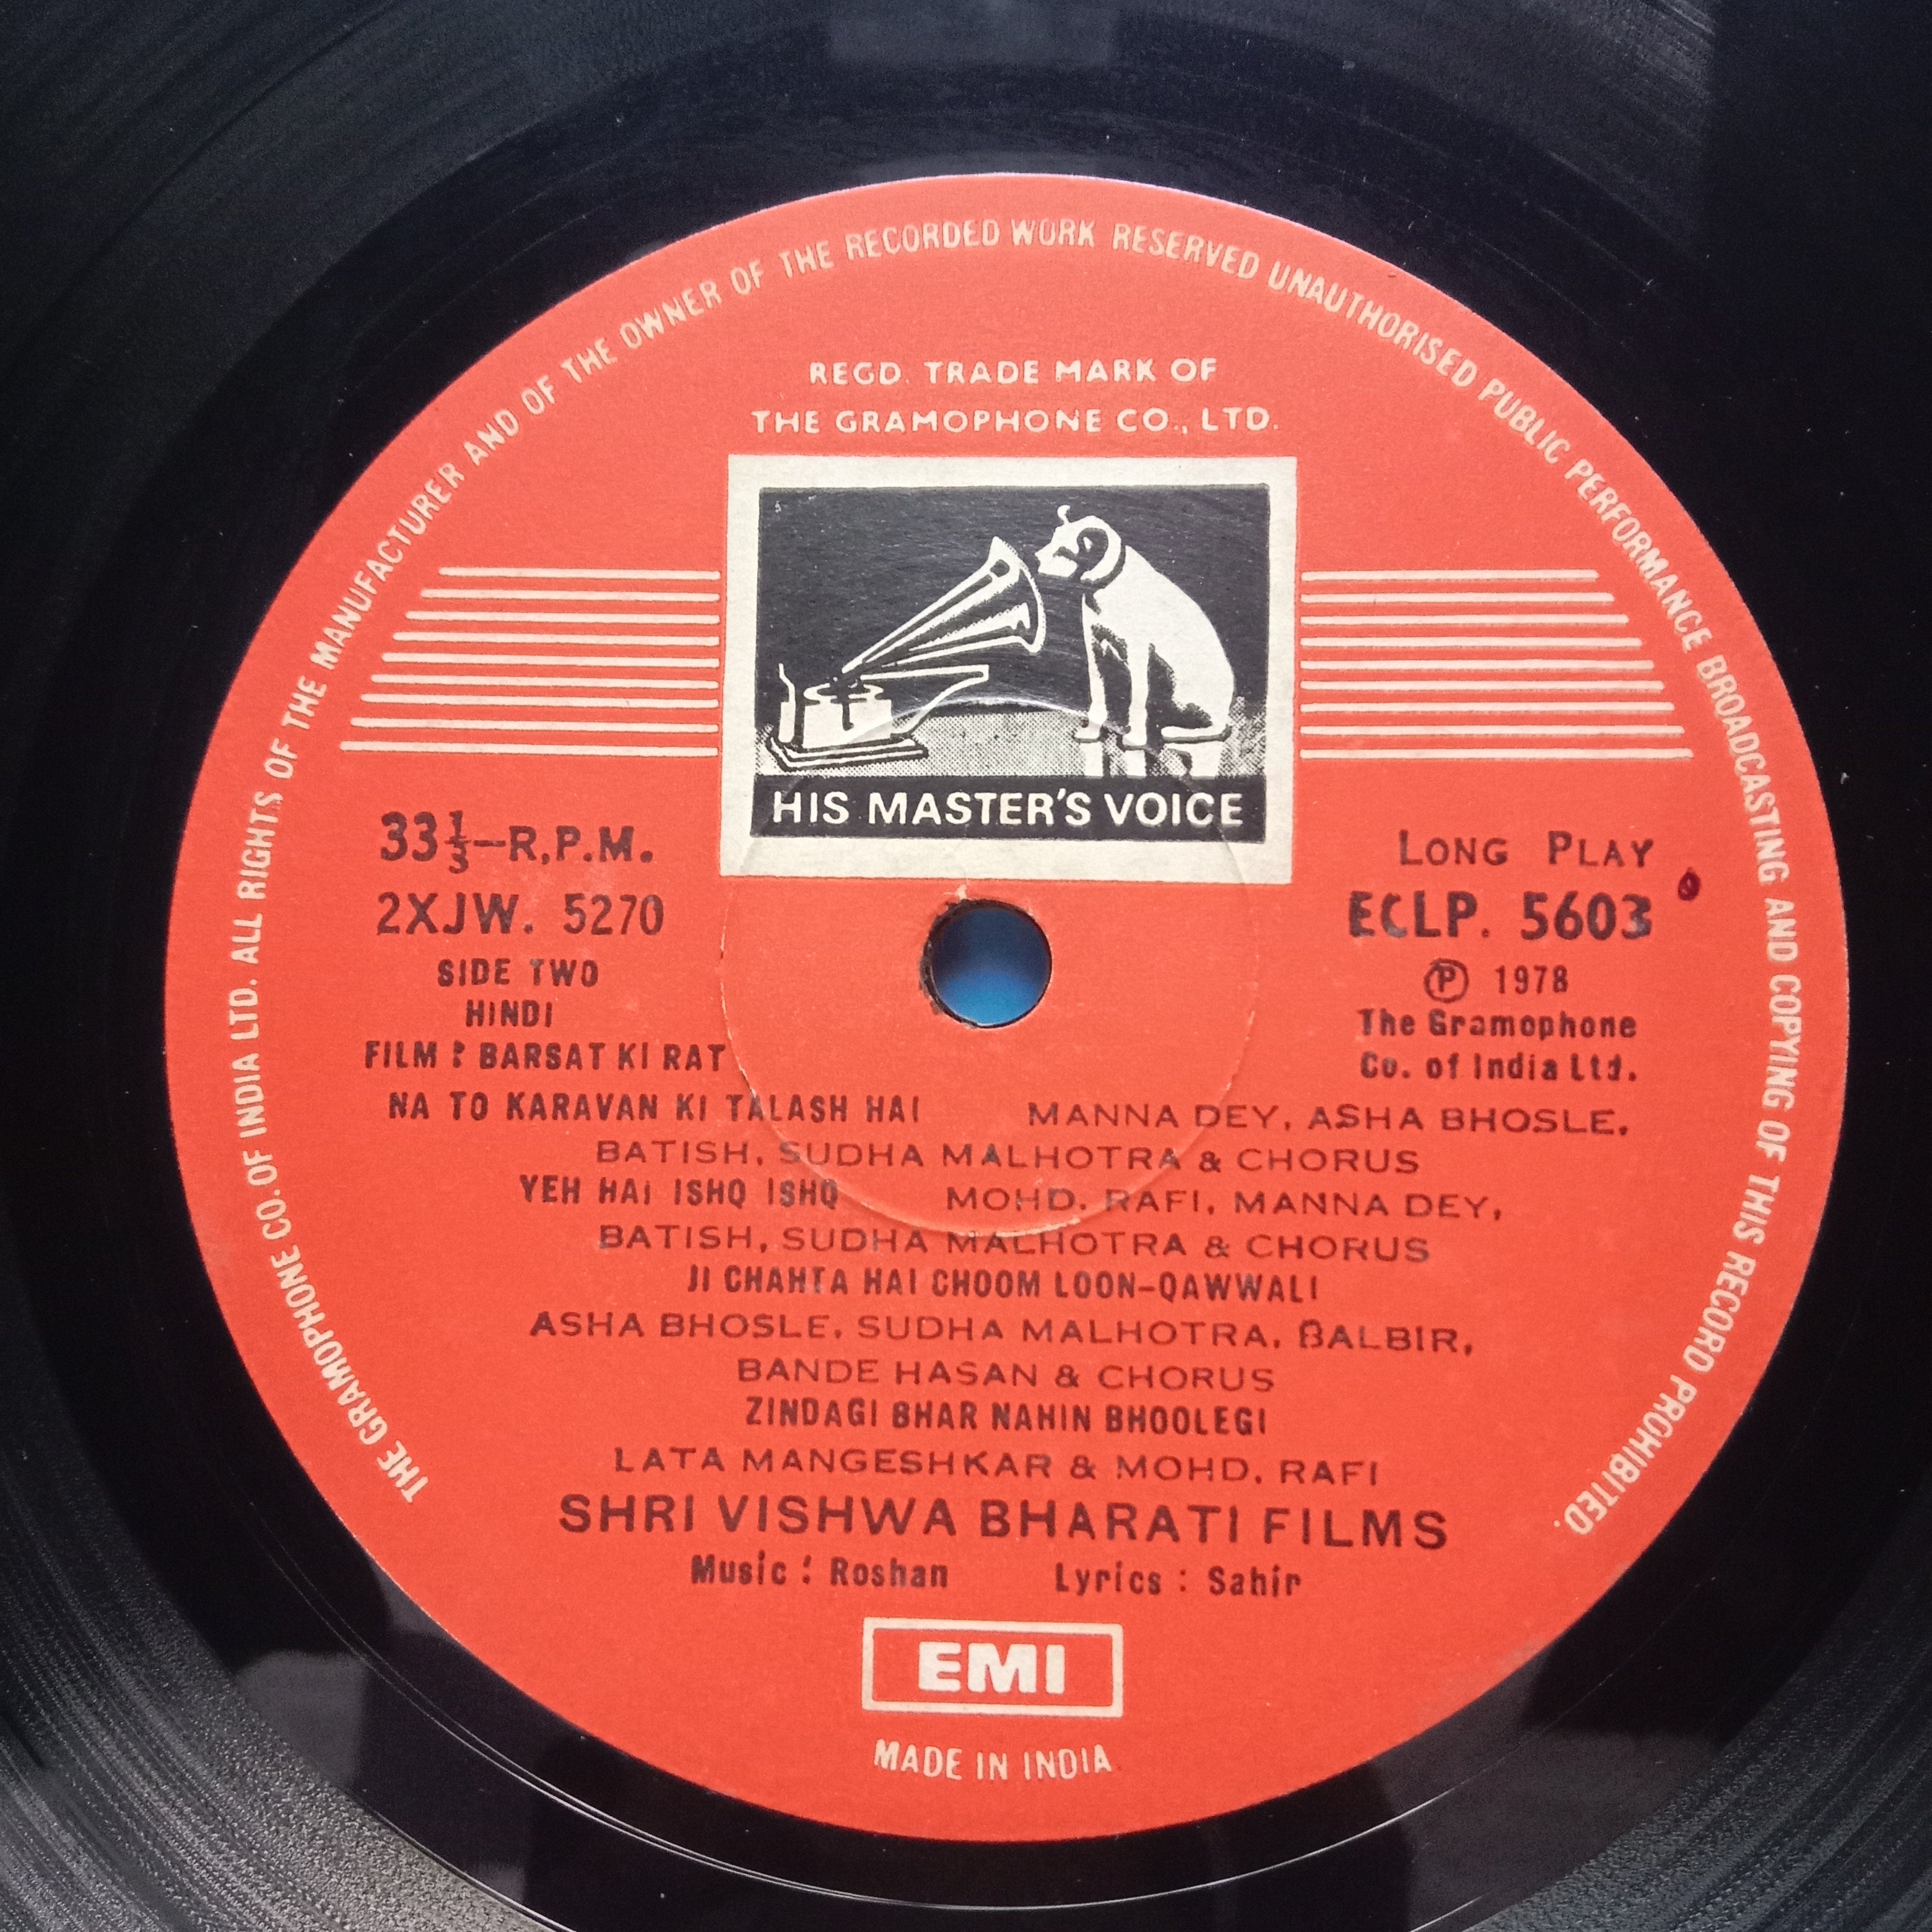 THE GRAMOPHONE CO. OF INDIA LTD. ALL RIGHTS OF THE MANUFACTURER AND OF THE OWNER OF THE RECORDED WORK RESERVED UNAUTHORISED PUBLIC PERFORMANCE BROADCASTING AND COPYING OF THIS RECORD PROHIBITED.
REGD. TRADE MARK OF
THE GRAMOPHONE CO., LTD.
HIS MASTER'S VOICE
33⅓–R.P.M.
2XJW. 5270
SIDE TWO
HINDI
FILM : BARSAT KI RAT
LONG PLAY
ECLP. 5603
℗ 1978
The Gramophone
Co. of India Ltd.
NA TO KARAVAN KI TALASH HAI MANNA DEY, ASHA BHOSLE,
BATISH, SUDHA MALHOTRA & CHORUS
YEH HAI ISHQ ISHQ MOHD. RAFI, MANNA DEY,
BATISH, SUDHA MALHOTRA & CHORUS
JI CHAHTA HAI CHOOM LOON–QAWWALI
ASHA BHOSLE, SUDHA MALHOTRA, BALBIR,
BANDE HASAN & CHORUS
ZINDAGI BHAR NAHIN BHOOLEGI
LATA MANGESHKAR & MOHD. RAFI
SHRI VISHWA BHARATI FILMS
Music : Roshan Lyrics : Sahir
EMI
MADE IN INDIA